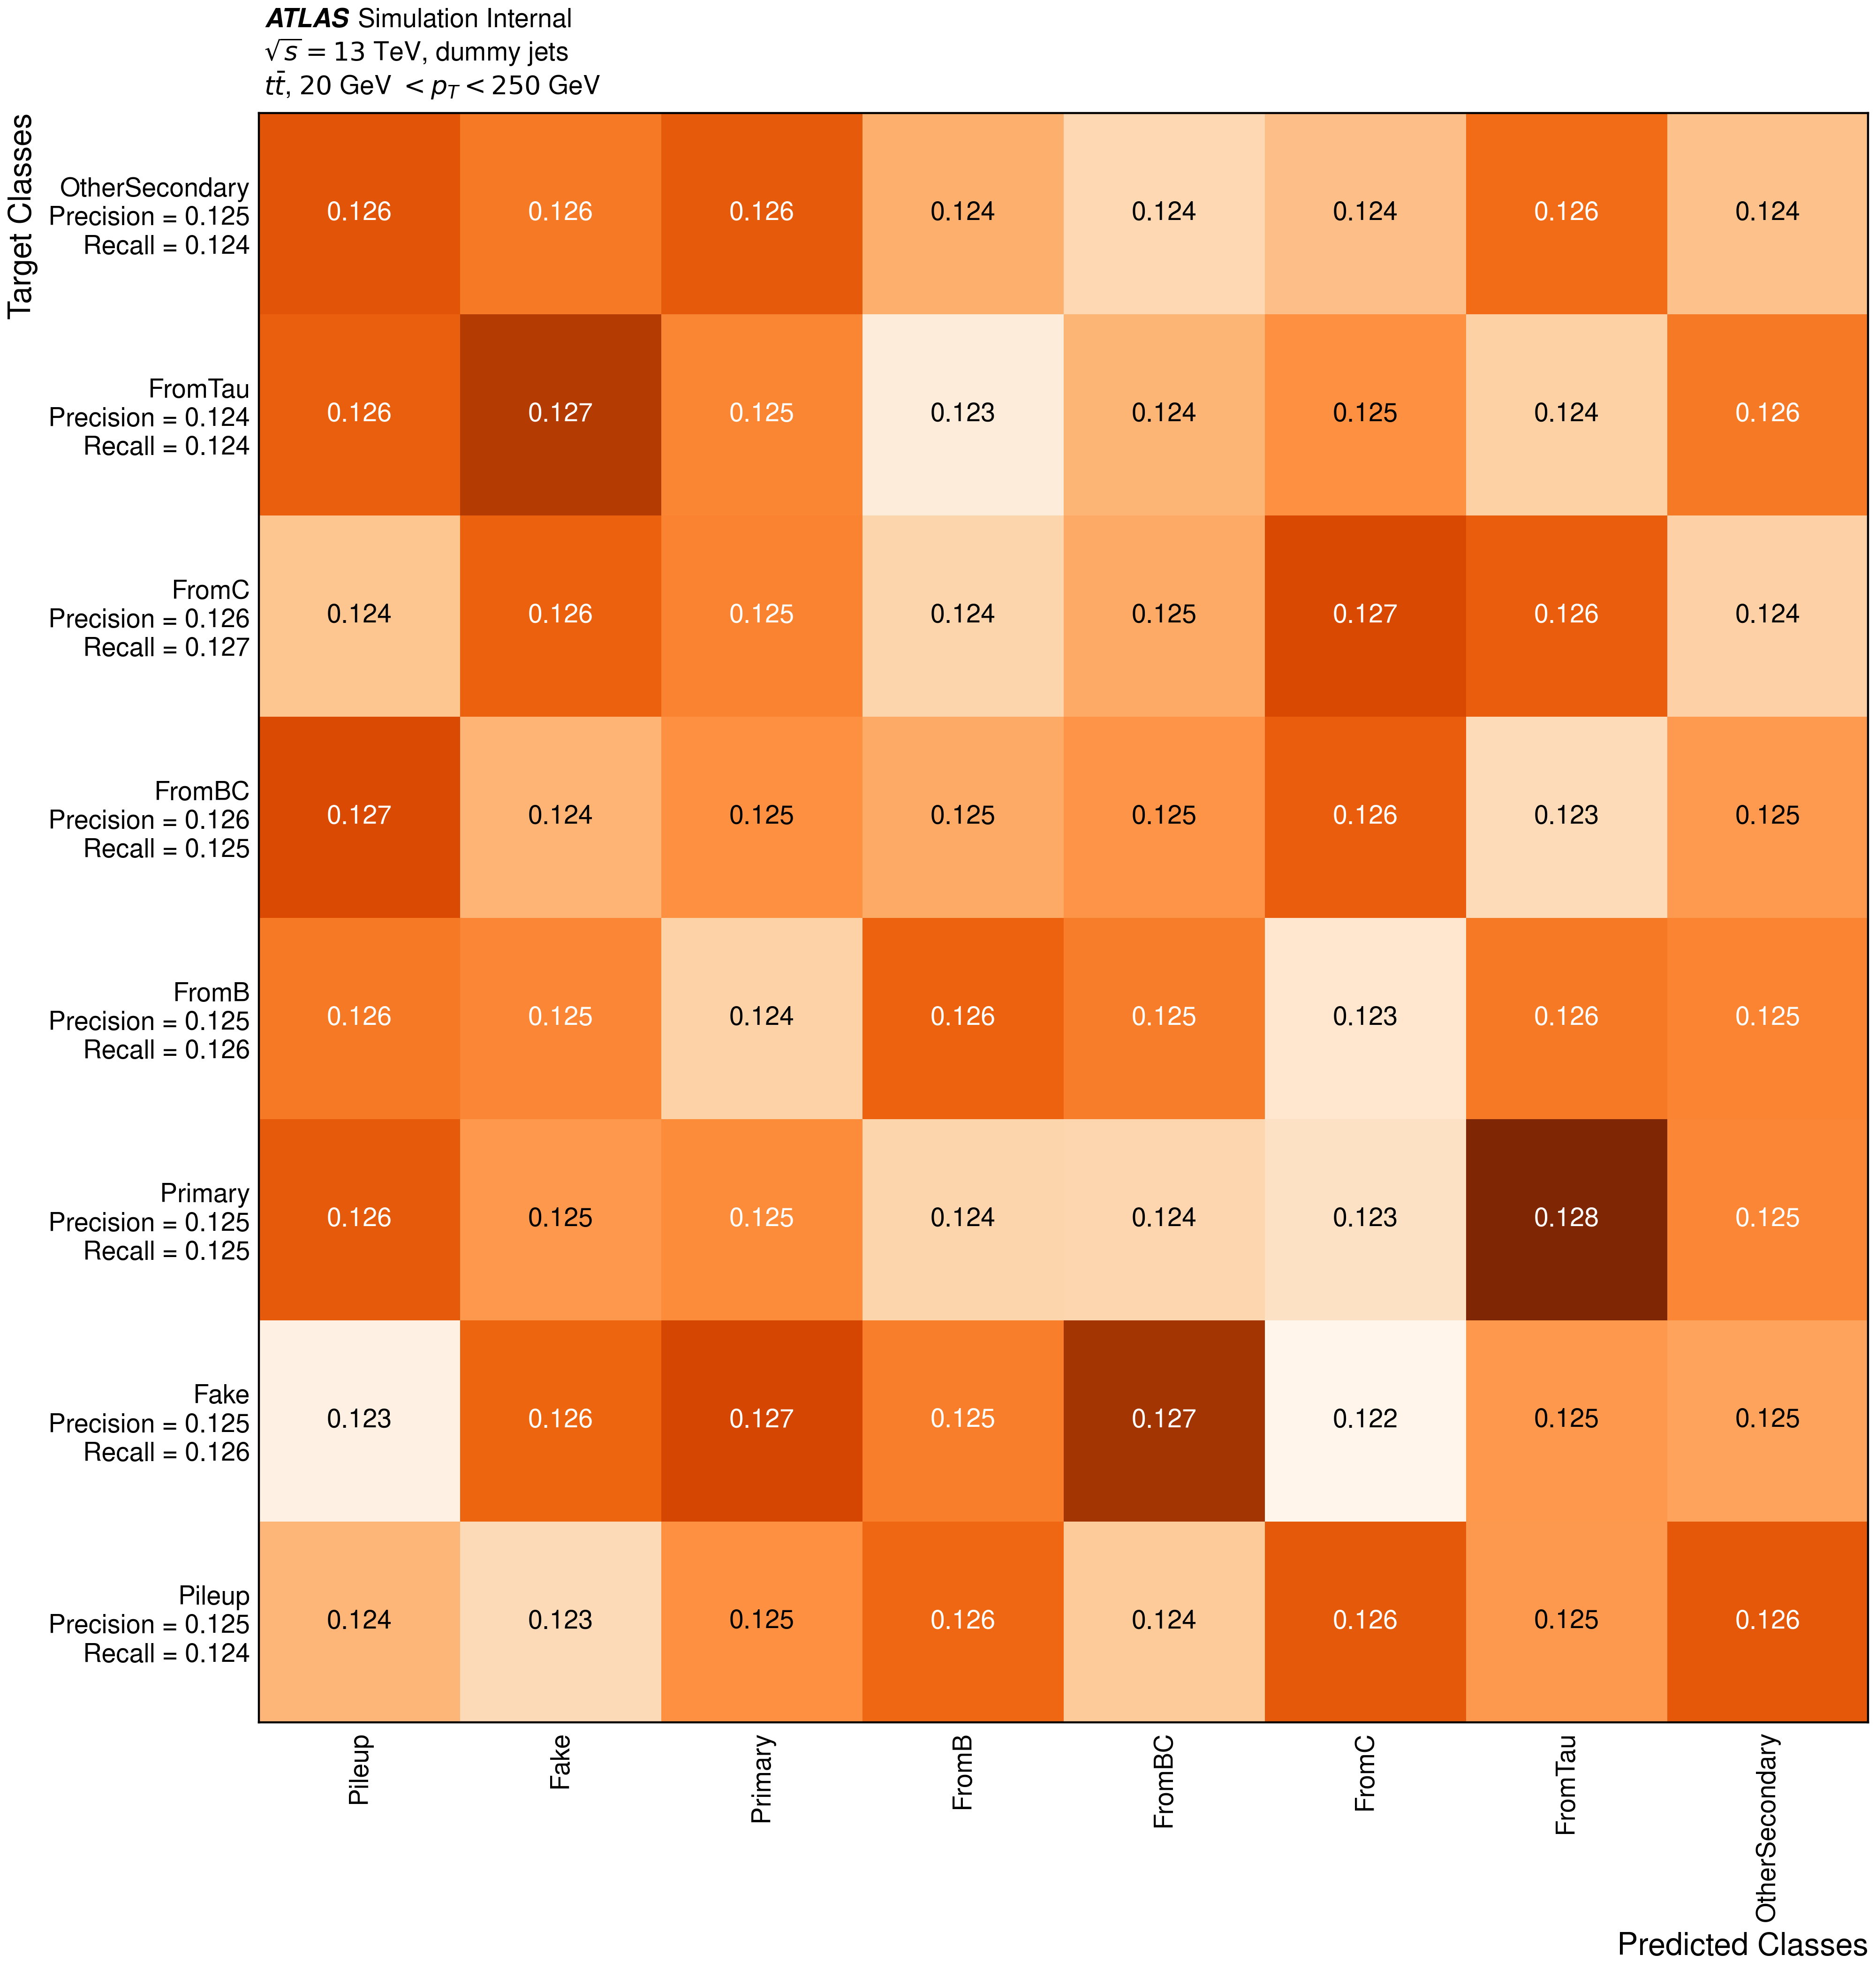 ATLAS Simulation Internal
√s = 13 TeV, dummy jets
tt̄, 20 GeV < p_T < 250 GeV
Target Classes
OtherSecondary
Precision = 0.125
Recall = 0.124
0.126 0.126 0.126 0.124 0.124 0.124 0.126 0.124
FromTau
Precision = 0.124
Recall = 0.124
0.126 0.127 0.125 0.123 0.124 0.125 0.124 0.126
FromC
Precision = 0.126
Recall = 0.127
0.124 0.126 0.125 0.124 0.125 0.127 0.126 0.124
FromBC
Precision = 0.126
Recall = 0.125
0.127 0.124 0.125 0.125 0.125 0.126 0.123 0.125
FromB
Precision = 0.125
Recall = 0.126
0.126 0.125 0.124 0.126 0.125 0.123 0.126 0.125
Primary
Precision = 0.125
Recall = 0.125
0.126 0.125 0.125 0.124 0.124 0.123 0.128 0.125
Fake
Precision = 0.125
Recall = 0.126
0.123 0.126 0.127 0.125 0.127 0.122 0.125 0.125
Pileup
Precision = 0.125
Recall = 0.124
0.124 0.123 0.125 0.126 0.124 0.126 0.125 0.126
Pileup
Fake
Primary
FromB
FromBC
FromC
FromTau
OtherSecondary
Predicted Classes